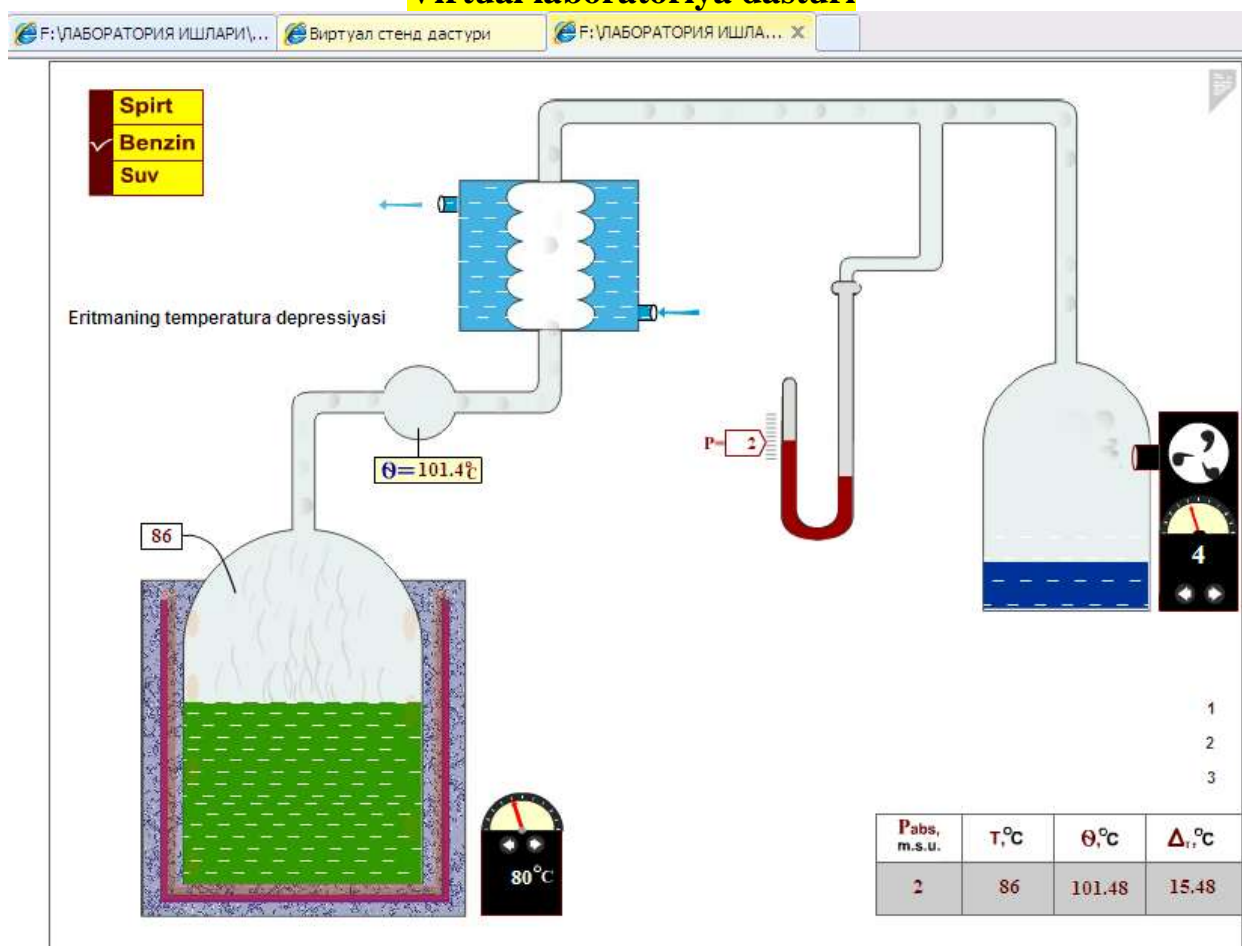 Virtual laboratoriya dasturi
F:\ЛАБОРАТОРИЯ ИШЛАРИ\...
Виртуал стенд дастури
F:\ЛАБОРАТОРИЯ ИШЛА... X
Spirt
Benzin
Suv
Eritmaning temperatura depressiyasi
P= 2
Θ=101.4°C
86
4
80°C
1
2
3
Pabs, m.s.u. T,°C Θ,°C Δт,°C
2 86 101.48 15.48